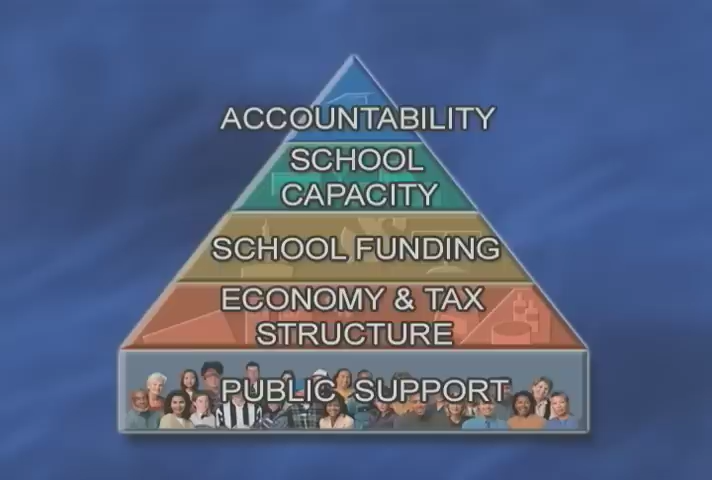 ACCOUNTABILITY
SCHOOL
CAPACITY
SCHOOL FUNDING
ECONOMY & TAX
STRUCTURE
PUBLIC SUPPORT